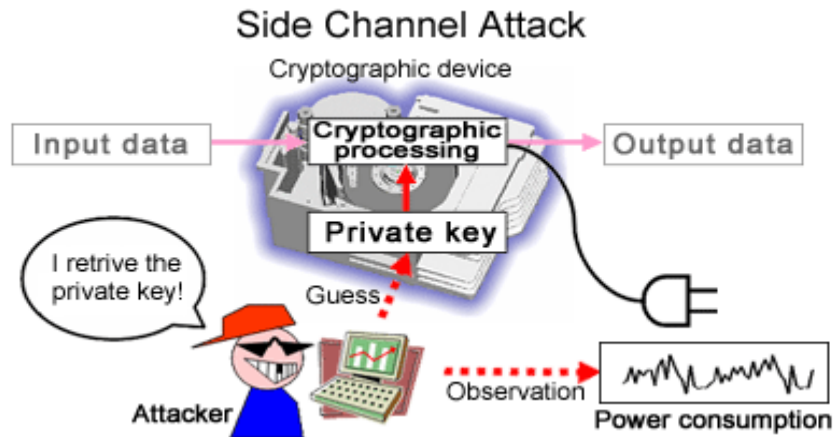 Side Channel Attack
Cryptographic device
Input data
Cryptographic
processing
Output data
Private key
I retrive the
private key!
Guess
Attacker
Observation
Power consumption